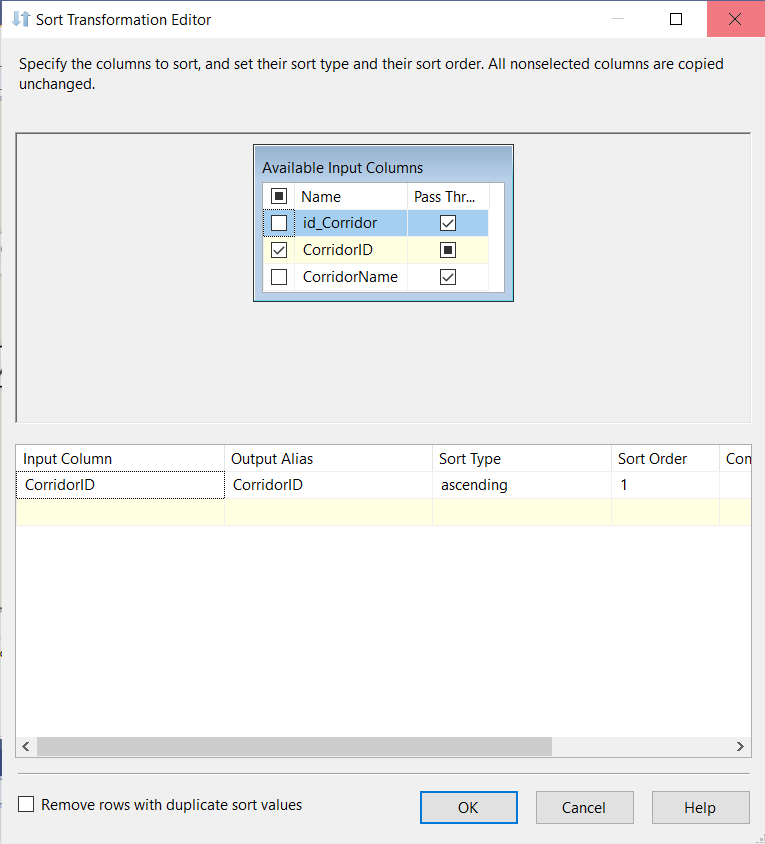 Sort Transformation Editor
Specify the columns to sort, and set their sort type and their sort order. All nonselected columns are copied
unchanged.
Available Input Columns
Name Pass Thr...
id_Corridor
CorridorID
CorridorName
Input Column Output Alias Sort Type Sort Order Con
CorridorID CorridorID ascending 1
Remove rows with duplicate sort values OK Cancel Help